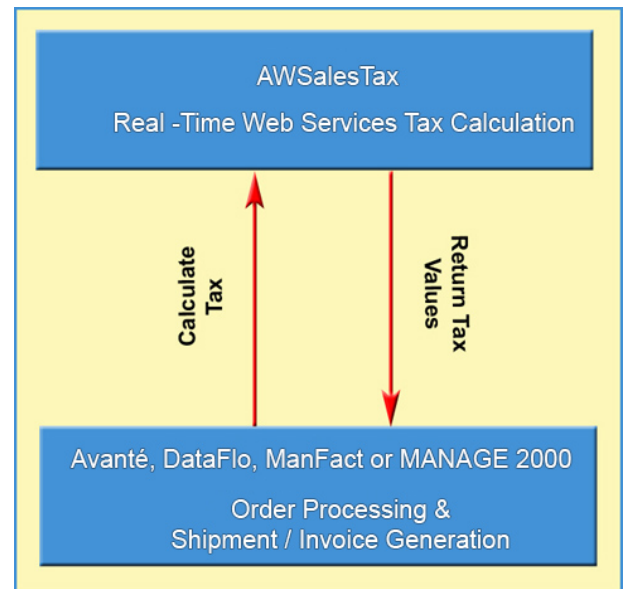 AWSalesTax
Real -Time Web Services Tax Calculation
Calculate
Tax
Return Tax
Values
Avanté, DataFlo, ManFact or MANAGE 2000
Order Processing &
Shipment / Invoice Generation